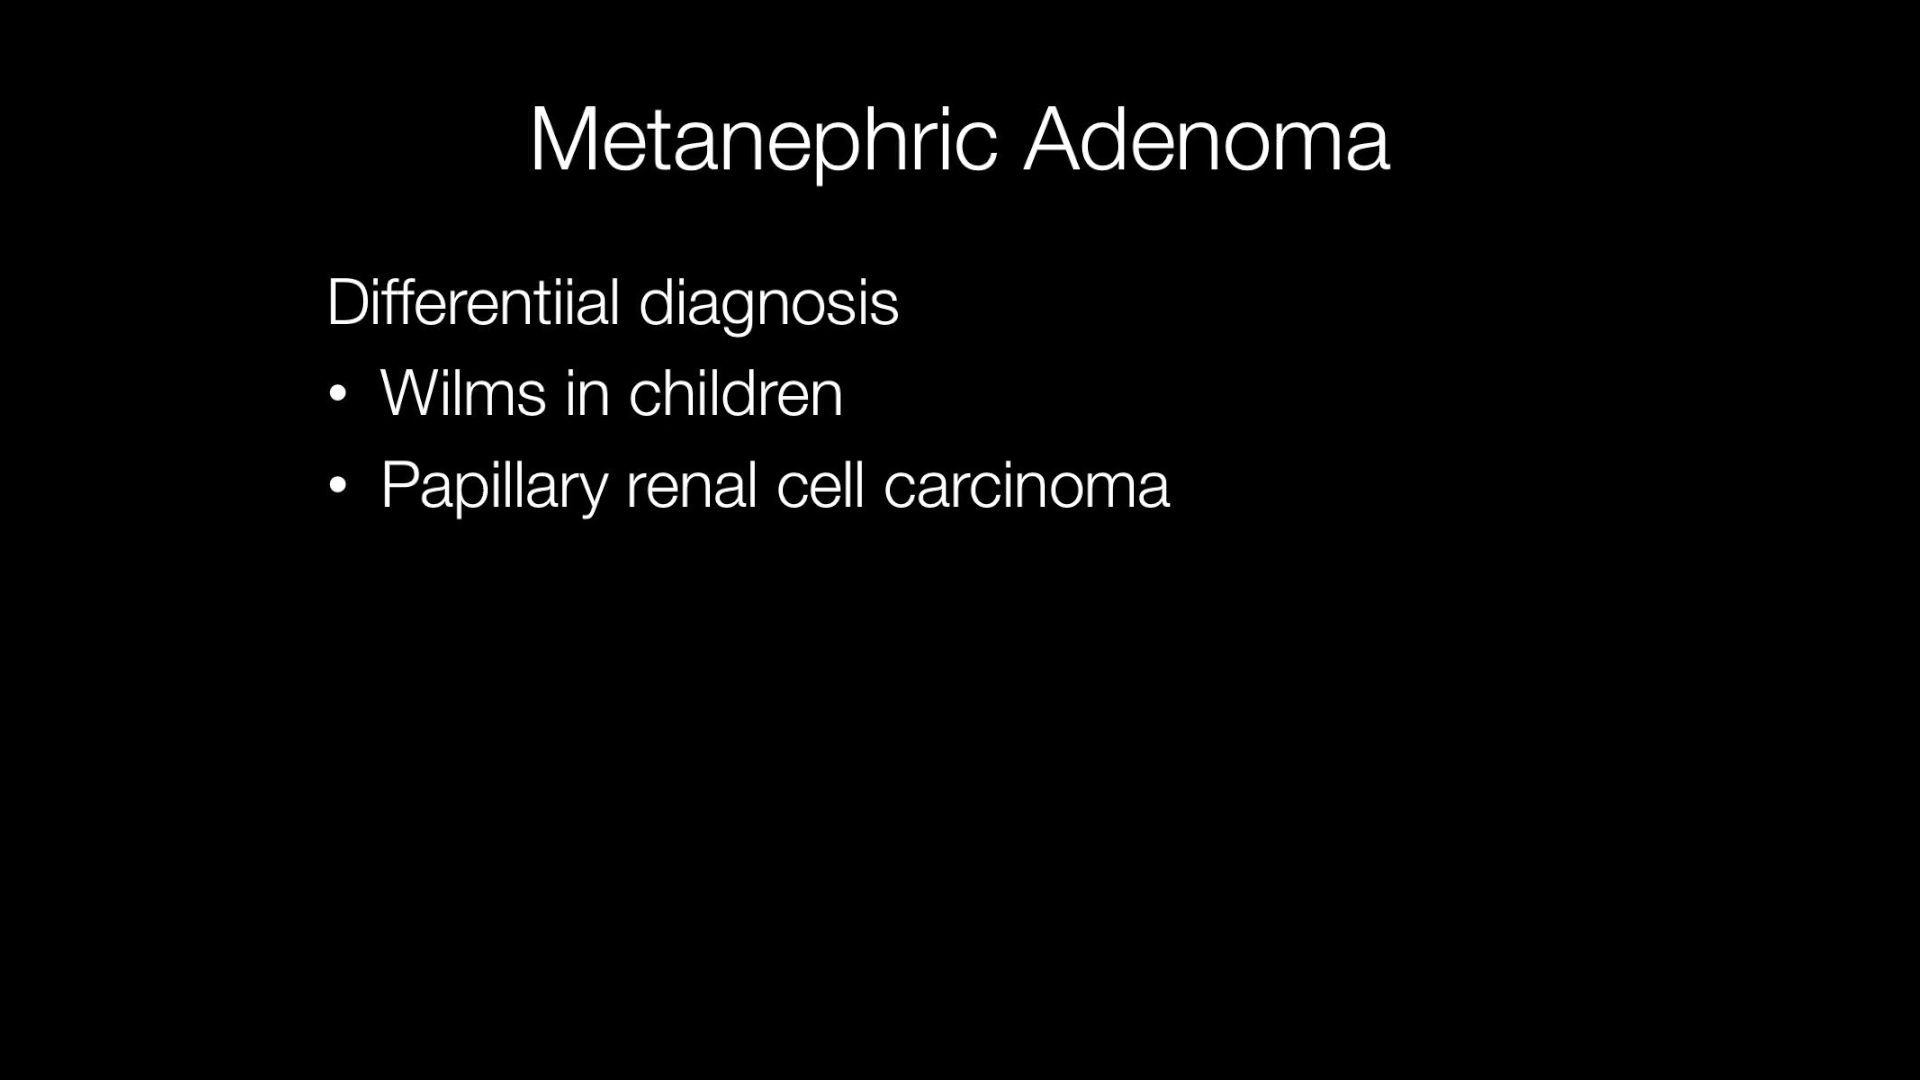 Metanephric Adenoma
Differentiial diagnosis
• Wilms in children
• Papillary renal cell carcinoma